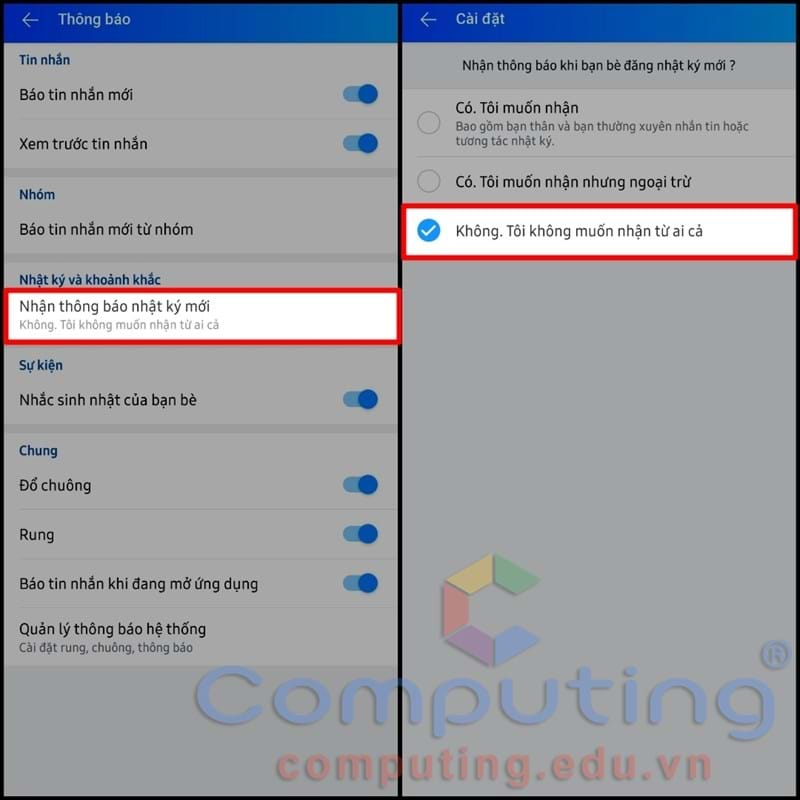 Thông báo
Tin nhắn
Báo tin nhắn mới
Xem trước tin nhắn
Nhóm
Báo tin nhắn mới từ nhóm
Nhật ký và khoảnh khắc
Nhận thông báo nhật ký mới
Không. Tôi không muốn nhận từ ai cả
Sự kiện
Nhắc sinh nhật của bạn bè
Chung
Đổ chuông
Rung
Báo tin nhắn khi đang mở ứng dụng
Quản lý thông báo hệ thống
Cài đặt rung, chuông, thông báo
Cài đặt
Nhận thông báo khi bạn bè đăng nhật ký mới ?
Có. Tôi muốn nhận
Bao gồm bạn thân và bạn thường xuyên nhắn tin hoặc
tương tác nhật ký.
Có. Tôi muốn nhận nhưng ngoại trừ
Không. Tôi không muốn nhận từ ai cả
Computing®
computing.edu.vn